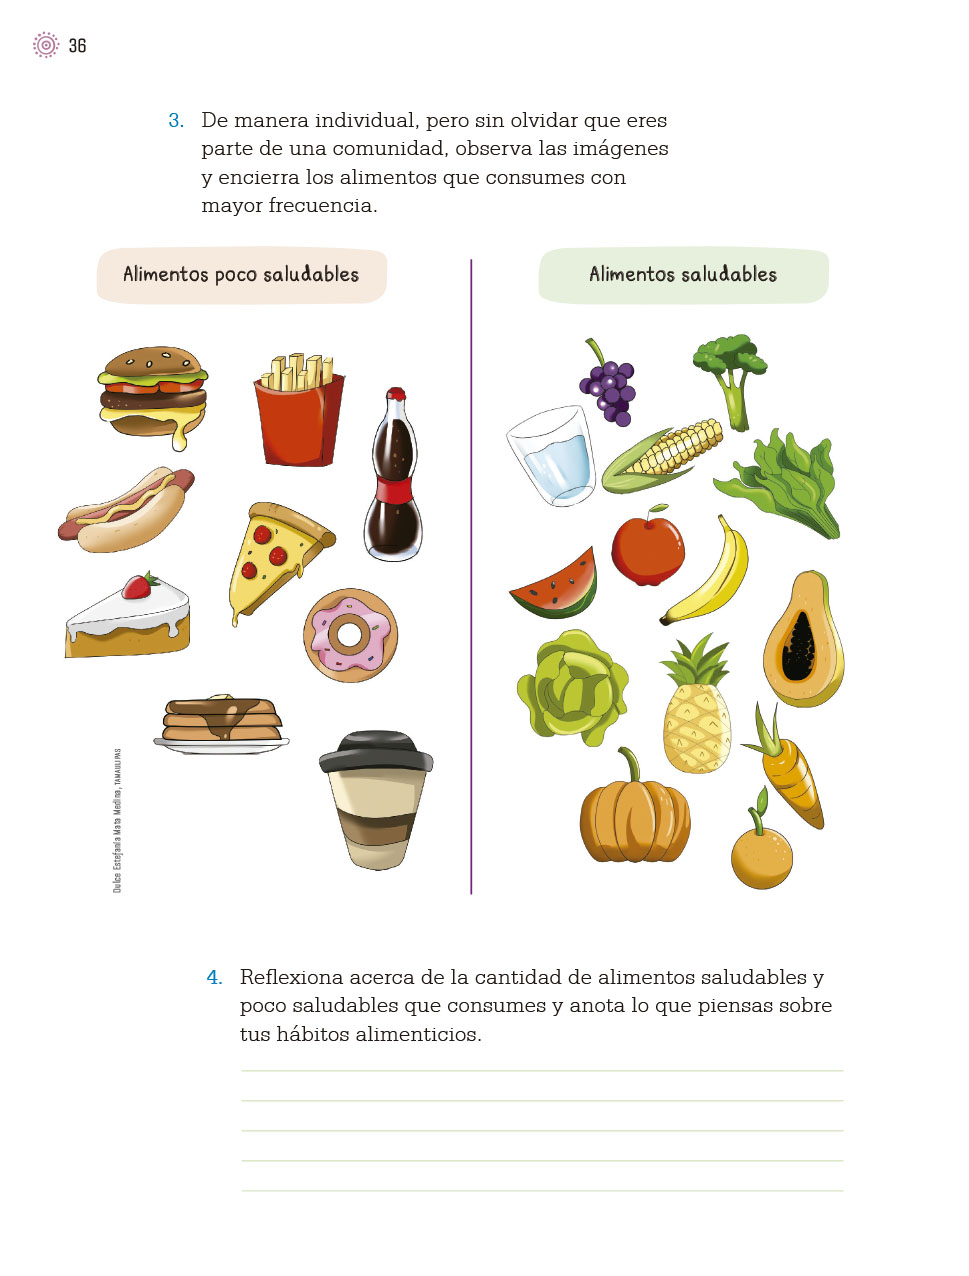 36
3. De manera individual, pero sin olvidar que eres
parte de una comunidad, observa las imágenes
y encierra los alimentos que consumes con
mayor frecuencia.
Alimentos poco saludables
Alimentos saludables
Dulce Estefanía Mata Medina, TAMAULIPAS
4. Reflexiona acerca de la cantidad de alimentos saludables y
poco saludables que consumes y anota lo que piensas sobre
tus hábitos alimenticios.